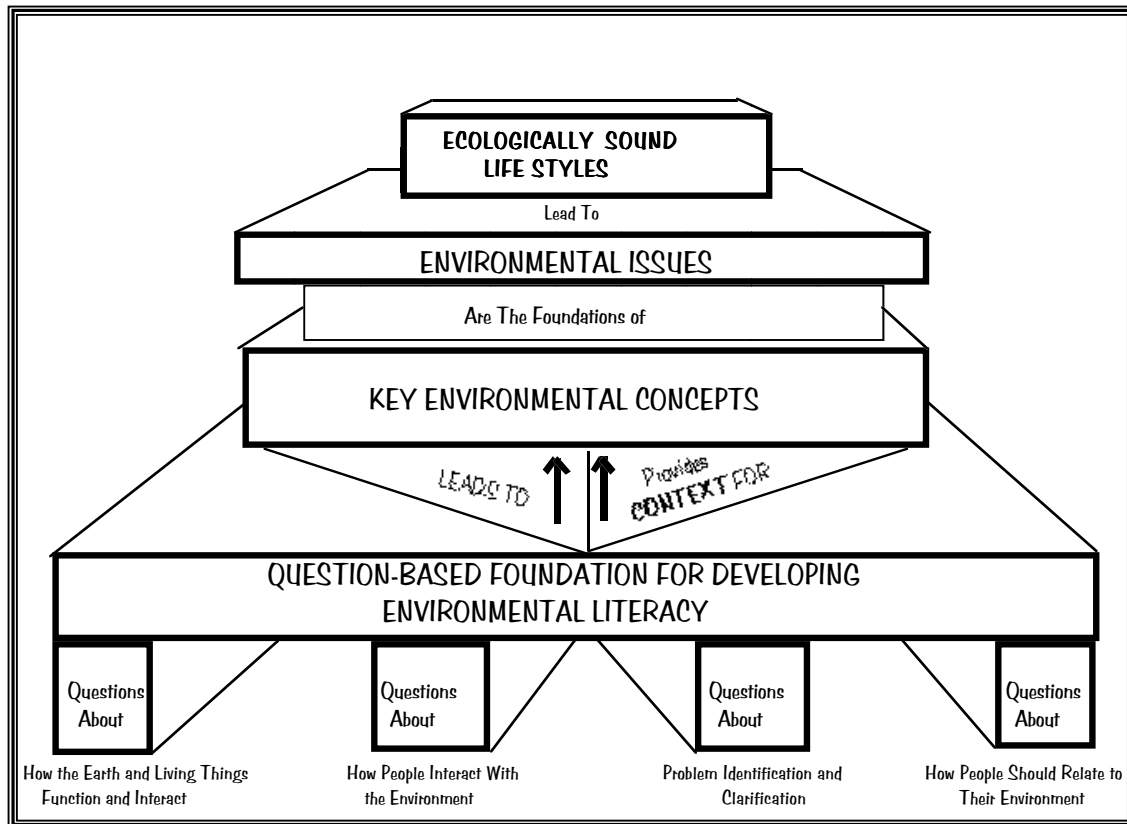 ECOLOGICALLY SOUND
LIFE STYLES
Lead To
ENVIRONMENTAL ISSUES
Are The Foundations of
KEY ENVIRONMENTAL CONCEPTS
LEADS TO
Provides
CONTEXT FOR
QUESTION-BASED FOUNDATION FOR DEVELOPING
ENVIRONMENTAL LITERACY
Questions
About
How the Earth and Living Things
Function and Interact
Questions
About
How People Interact With
the Environment
Questions
About
Problem Identification and
Clarification
Questions
About
How People Should Relate to
Their Environment